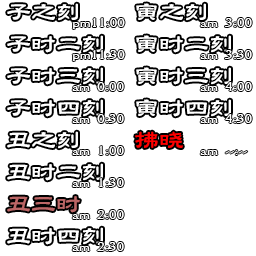 子之刻
pm11:00
子时二刻
pm11:30
子时三刻
am 0:00
子时四刻
am 0:30
丑之刻
am 1:00
丑时二刻
am 1:30
丑三时
am 2:00
丑时四刻
am 2:30
寅之刻
am 3:00
寅时二刻
am 3:30
寅时三刻
am 4:00
寅时四刻
am 4:30
拂晓
am ~:~